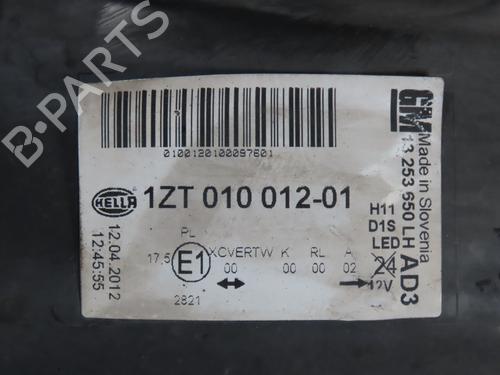 B-PARTS
0100120100097601
HELLA
1ZT 010 012-01
12.04.2012
12:45:55
PL
17,5
E1
2821
XCVERTW K RL A
00 00 00 02
H11
D1S
LED
24
12V
GM
13 253 650 LH AD3
Made in Slovenia